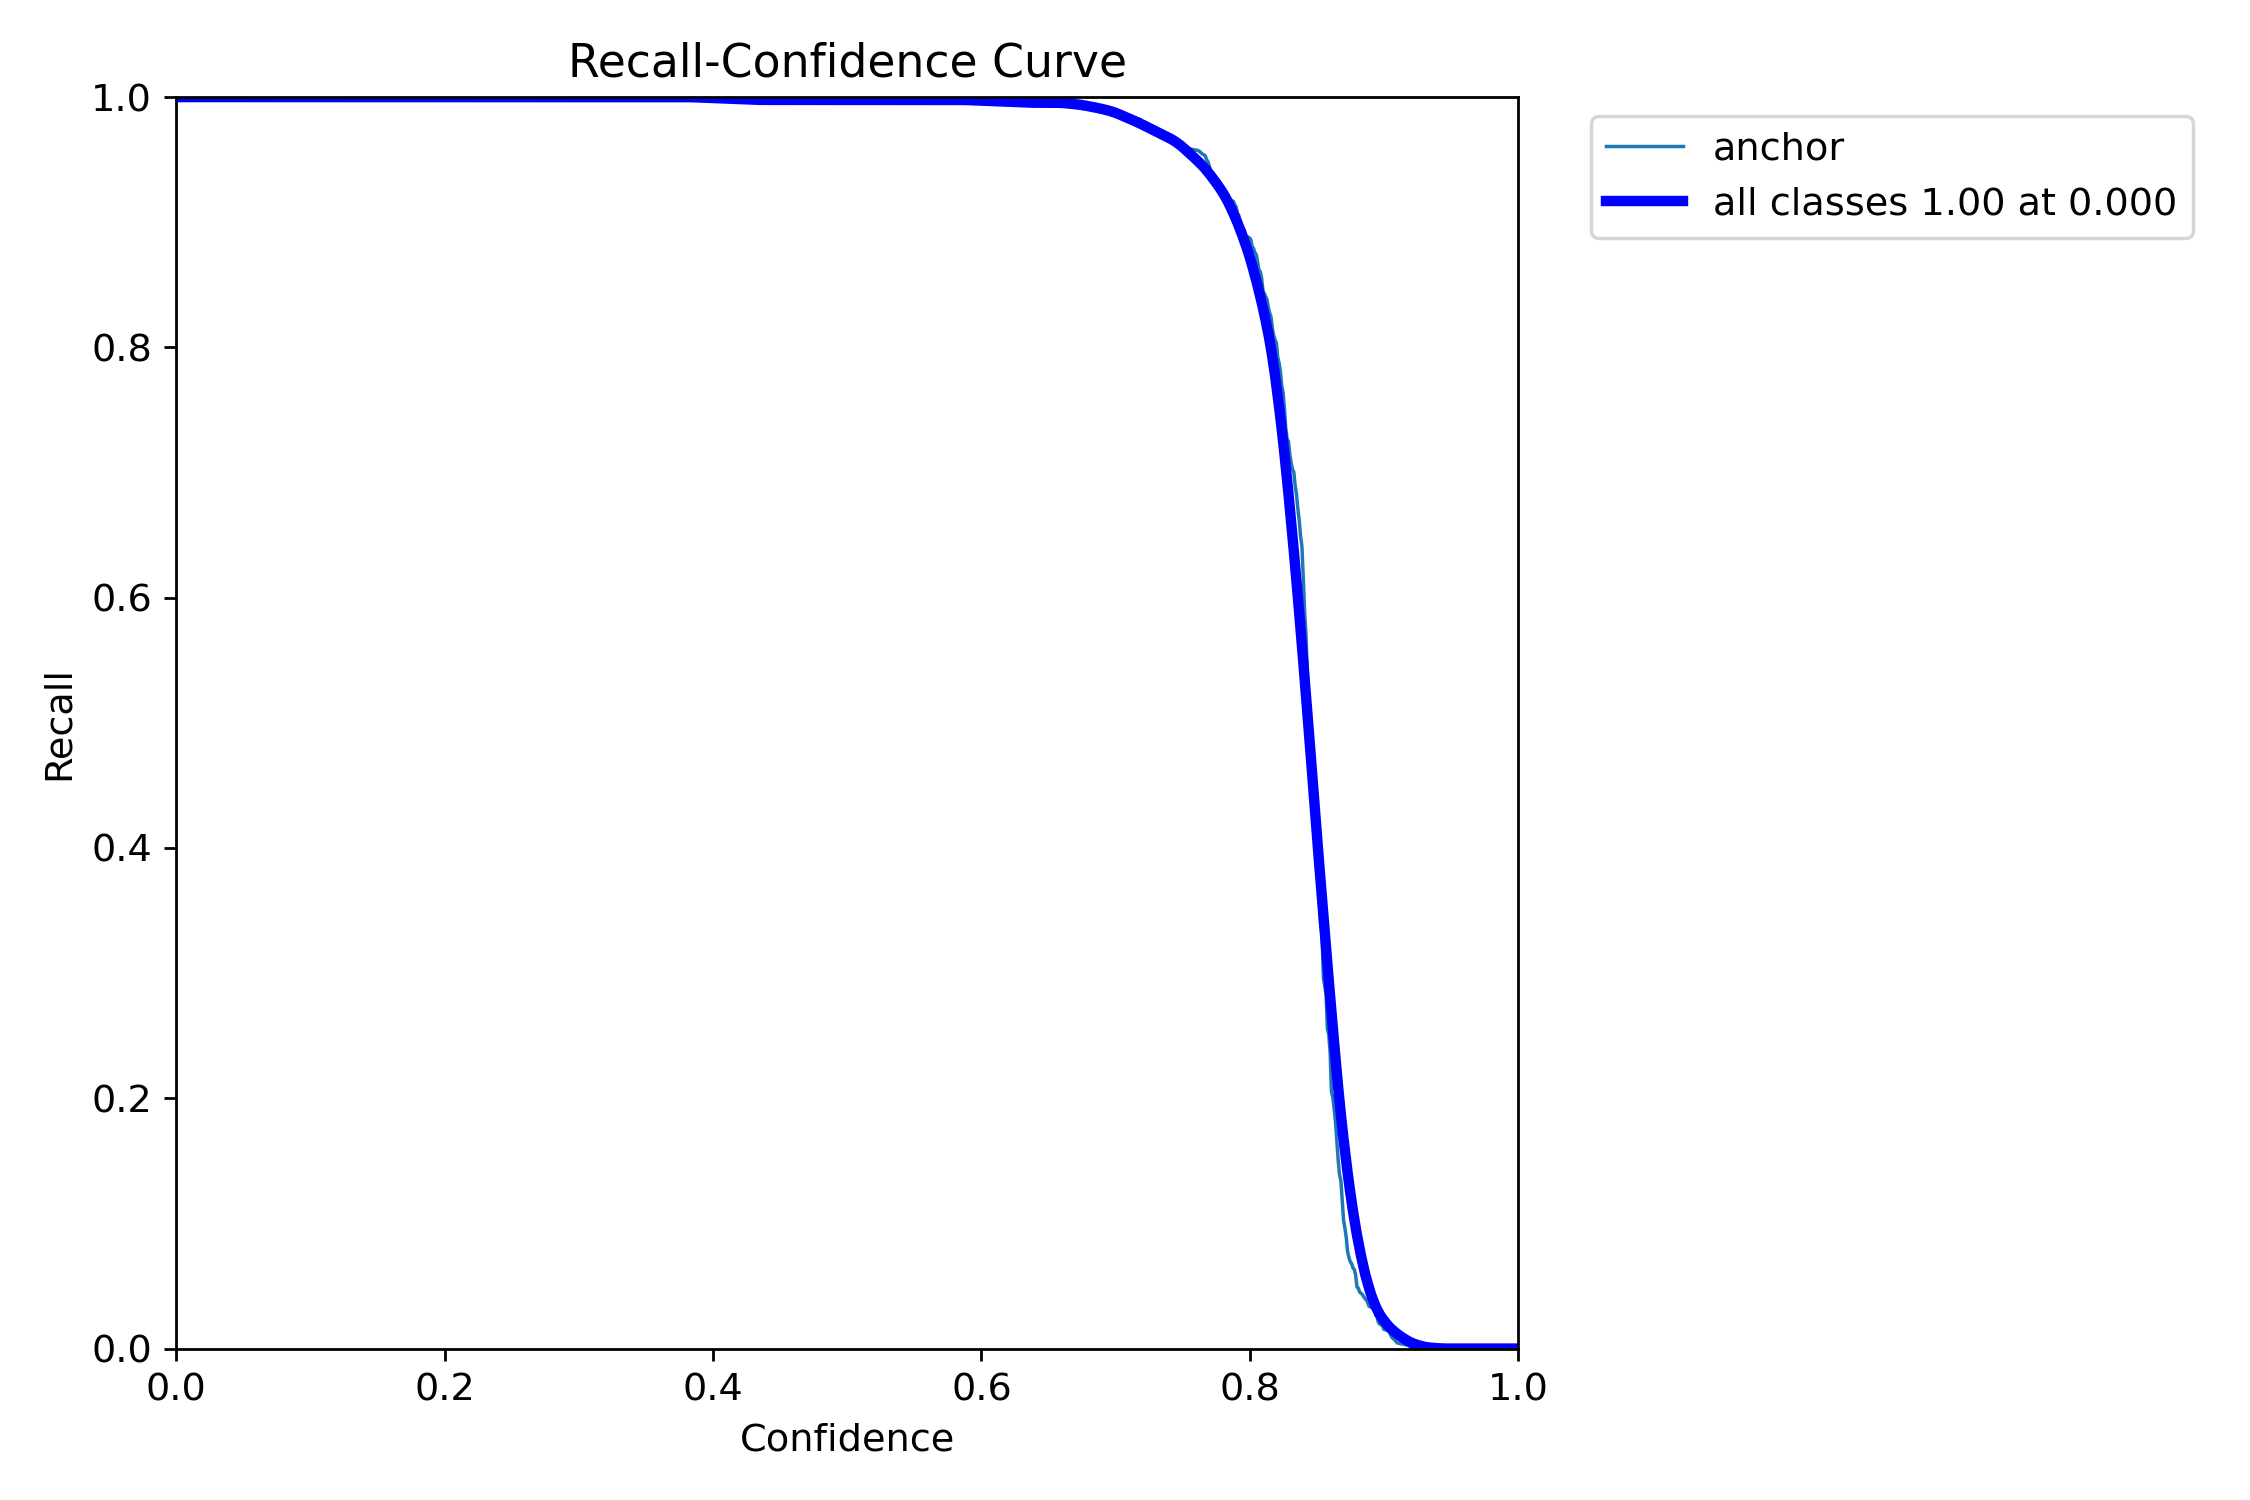 Recall-Confidence Curve
1.0
0.8
0.6
0.4
0.2
0.0
Recall
0.0 0.2 0.4 0.6 0.8 1.0
Confidence
anchor
all classes 1.00 at 0.000